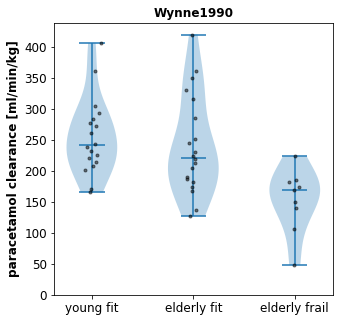 Wynne1990
paracetamol clearance [ml/min/kg]
400
350
300
250
200
150
100
50
0
young fit
elderly fit
elderly frail